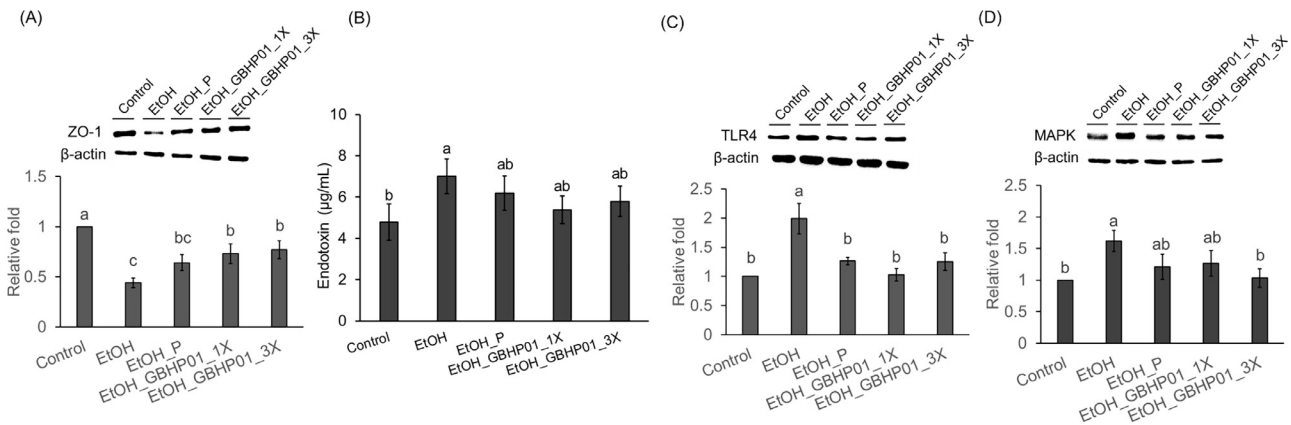 (A)
Control
EtOH
EtOH_P
EtOH_GBHP01_1X
EtOH_GBHP01_3X
ZO-1
β-actin
1.5
1
0.5
0
Relative fold
a
c
bc
b
b
Control
EtOH
EtOH_P
EtOH_GBHP01_1X
EtOH_GBHP01_3X
(B)
10
8
6
4
2
0
Endotoxin (µg/mL)
b
a
ab
ab
ab
Control
EtOH
EtOH_P
EtOH_GBHP01_1X
EtOH_GBHP01_3X
(C)
Control
EtOH
EtOH_P
EtOH_GBHP01_1X
EtOH_GBHP01_3X
TLR4
β-actin
2.5
2
1.5
1
0.5
0
Relative fold
b
a
b
b
b
Control
EtOH
EtOH_P
EtOH_GBHP01_1X
EtOH_GBHP01_3X
(D)
Control
EtOH
EtOH_P
EtOH_GBHP01_1X
EtOH_GBHP01_3X
MAPK
β-actin
2.5
2
1.5
1
0.5
0
Relative fold
b
a
ab
ab
b
Control
EtOH
EtOH_P
EtOH_GBHP01_1X
EtOH_GBHP01_3X